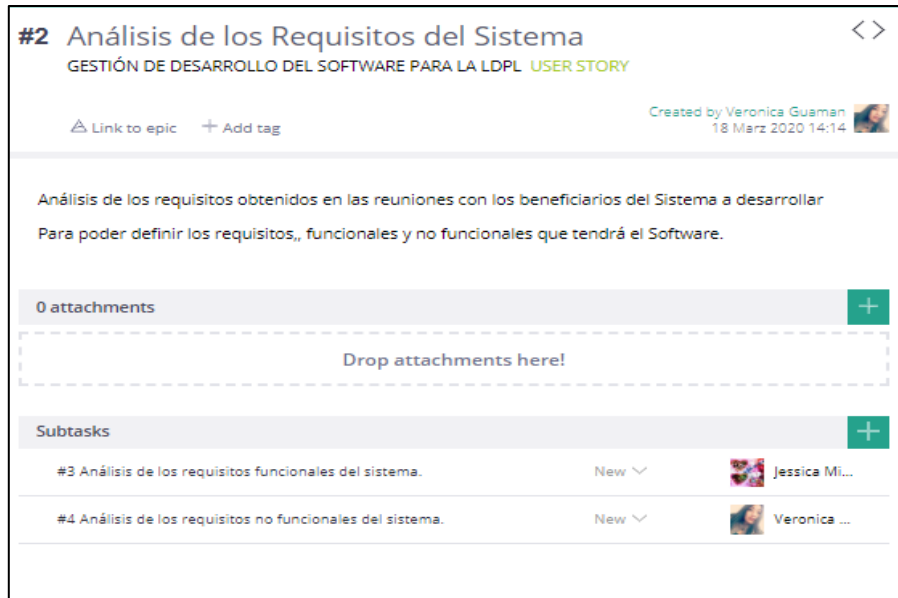 #2 Análisis de los Requisitos del Sistema
GESTIÓN DE DESARROLLO DEL SOFTWARE PARA LA LDPL USER STORY
Link to epic + Add tag
Created by Veronica Guaman
18 Marz 2020 14:14
Análisis de los requisitos obtenidos en las reuniones con los beneficiarios del Sistema a desarrollar
Para poder definir los requisitos,, funcionales y no funcionales que tendrá el Software.
0 attachments
Drop attachments here!
Subtasks
#3 Análisis de los requisitos funcionales del sistema. New Jessica Mi...
#4 Análisis de los requisitos no funcionales del sistema. New Veronica ...